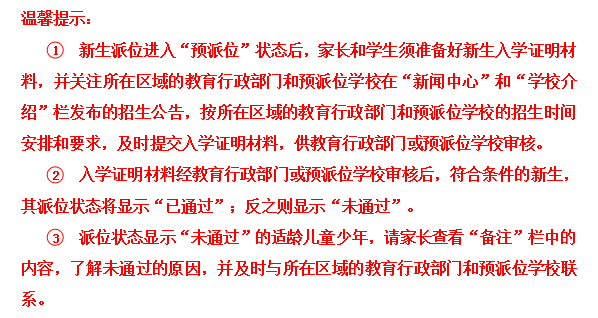 温馨提示：
① 新生派位进入“预派位”状态后，家长和学生须准备好新生入学证明材
料，并关注所在区域的教育行政部门和预派位学校在“新闻中心”和“学校介
绍”栏发布的招生公告，按所在区域的教育行政部门和预派位学校的招生时间
安排和要求，及时提交入学证明材料，供教育行政部门或预派位学校审核。
② 入学证明材料经教育行政部门或预派位学校审核后，符合条件的新生，
其派位状态将显示“已通过”；反之则显示“未通过”。
③ 派位状态显示“未通过”的适龄儿童少年，请家长查看“备注”栏中的
内容，了解未通过的原因，并及时与所在区域的教育行政部门和预派位学校联
系。